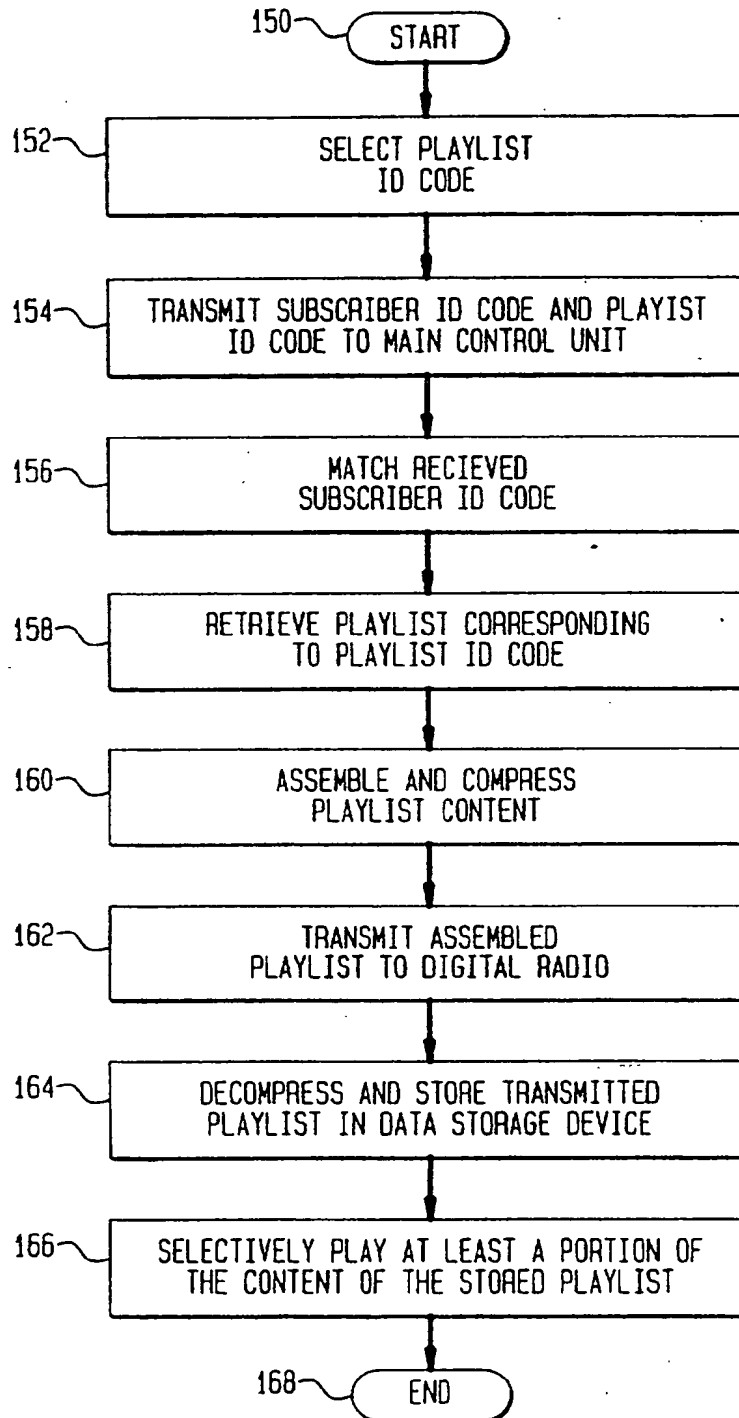 150
START
152
SELECT PLAYLIST
ID CODE
154
TRANSMIT SUBSCRIBER ID CODE AND PLAYIST
ID CODE TO MAIN CONTROL UNIT
156
MATCH RECIEVED
SUBSCRIBER ID CODE
158
RETRIEVE PLAYLIST CORRESPONDING
TO PLAYLIST ID CODE
160
ASSEMBLE AND COMPRESS
PLAYLIST CONTENT
162
TRANSMIT ASSEMBLED
PLAYLIST TO DIGITAL RADIO
164
DECOMPRESS AND STORE TRANSMITTED
PLAYLIST IN DATA STORAGE DEVICE
166
SELECTIVELY PLAY AT LEAST A PORTION OF
THE CONTENT OF THE STORED PLAYLIST
168
END